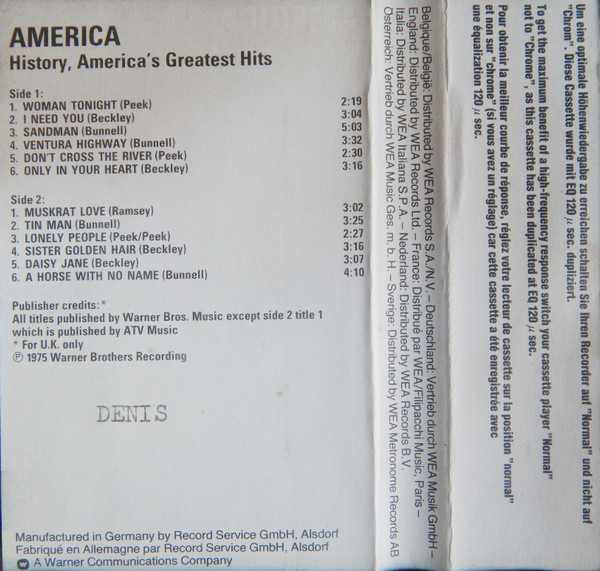 AMERICA
History, America's Greatest Hits
Side 1:
1. WOMAN TONIGHT (Peek) 2:19
2. I NEED YOU (Beckley) 3:04
3. SANDMAN (Bunnell) 5:03
4. VENTURA HIGHWAY (Bunnell) 3:32
5. DON'T CROSS THE RIVER (Peek) 2:30
6. ONLY IN YOUR HEART (Beckley) 3:16
Side 2:
1. MUSKRAT LOVE (Ramsey) 3:02
2. TIN MAN (Bunnell) 3:25
3. LONELY PEOPLE (Peek/Peek) 2:27
4. SISTER GOLDEN HAIR (Beckley) 3:16
5. DAISY JANE (Beckley) 3:07
6. A HORSE WITH NO NAME (Bunnell) 4:10
Publisher credits:*
All titles published by Warner Bros. Music except side 2 title 1
which is published by ATV Music
* For U.K. only
℗ 1975 Warner Brothers Recording
DENIS
Manufactured in Germany by Record Service GmbH, Alsdorf
Fabriqué en Allemagne par Record Service GmbH, Alsdorf
A Warner Communications Company
Belgique/België: Distributed by WEA Records S.A./N.V. – Deutschland: Vertrieb durch WEA Musik GmbH –
England: Distributed by WEA Records Ltd. – France: Distribué par WEA/Filipacchi Music, Paris –
Italia: Distributed by WEA Italiana S.P.A. – Nederland: Distributed by WEA Records B.V.
Österreich: Vertrieb durch WEA Music Ges. m. b. H. – Sverige: Distributed by WEA Metronome Records AB
Um eine optimale Höhenwiedergabe zu erreichen schalten Sie Ihren Recorder auf "Normal" und nicht auf
"Chrom". Diese Cassette wurde mit EQ 120 µ sec. dupliziert.
To get the maximum benefit of a high-frequency response switch your cassette player "Normal"
not to "Chrome", as this cassette has been duplicated at EQ 120 µ sec.
Pour obtenir la meilleur courbe de réponse, réglez votre lecteur de cassette sur la position "normal"
et non sur "chrome" (si vous avez un réglage) car cette cassette a été enregistrée avec
une équalization 120 µ sec.